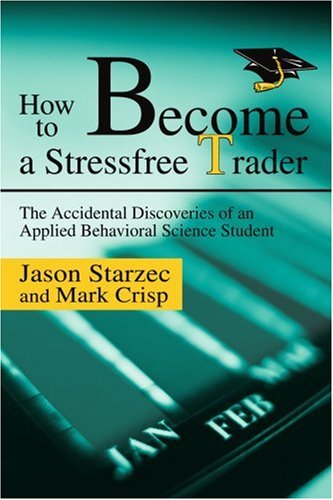 How
to Become
a Stressfree Trader
The Accidental Discoveries of an
Applied Behavioral Science Student
Jason Starzec
and Mark Crisp
JAN FEB MAR